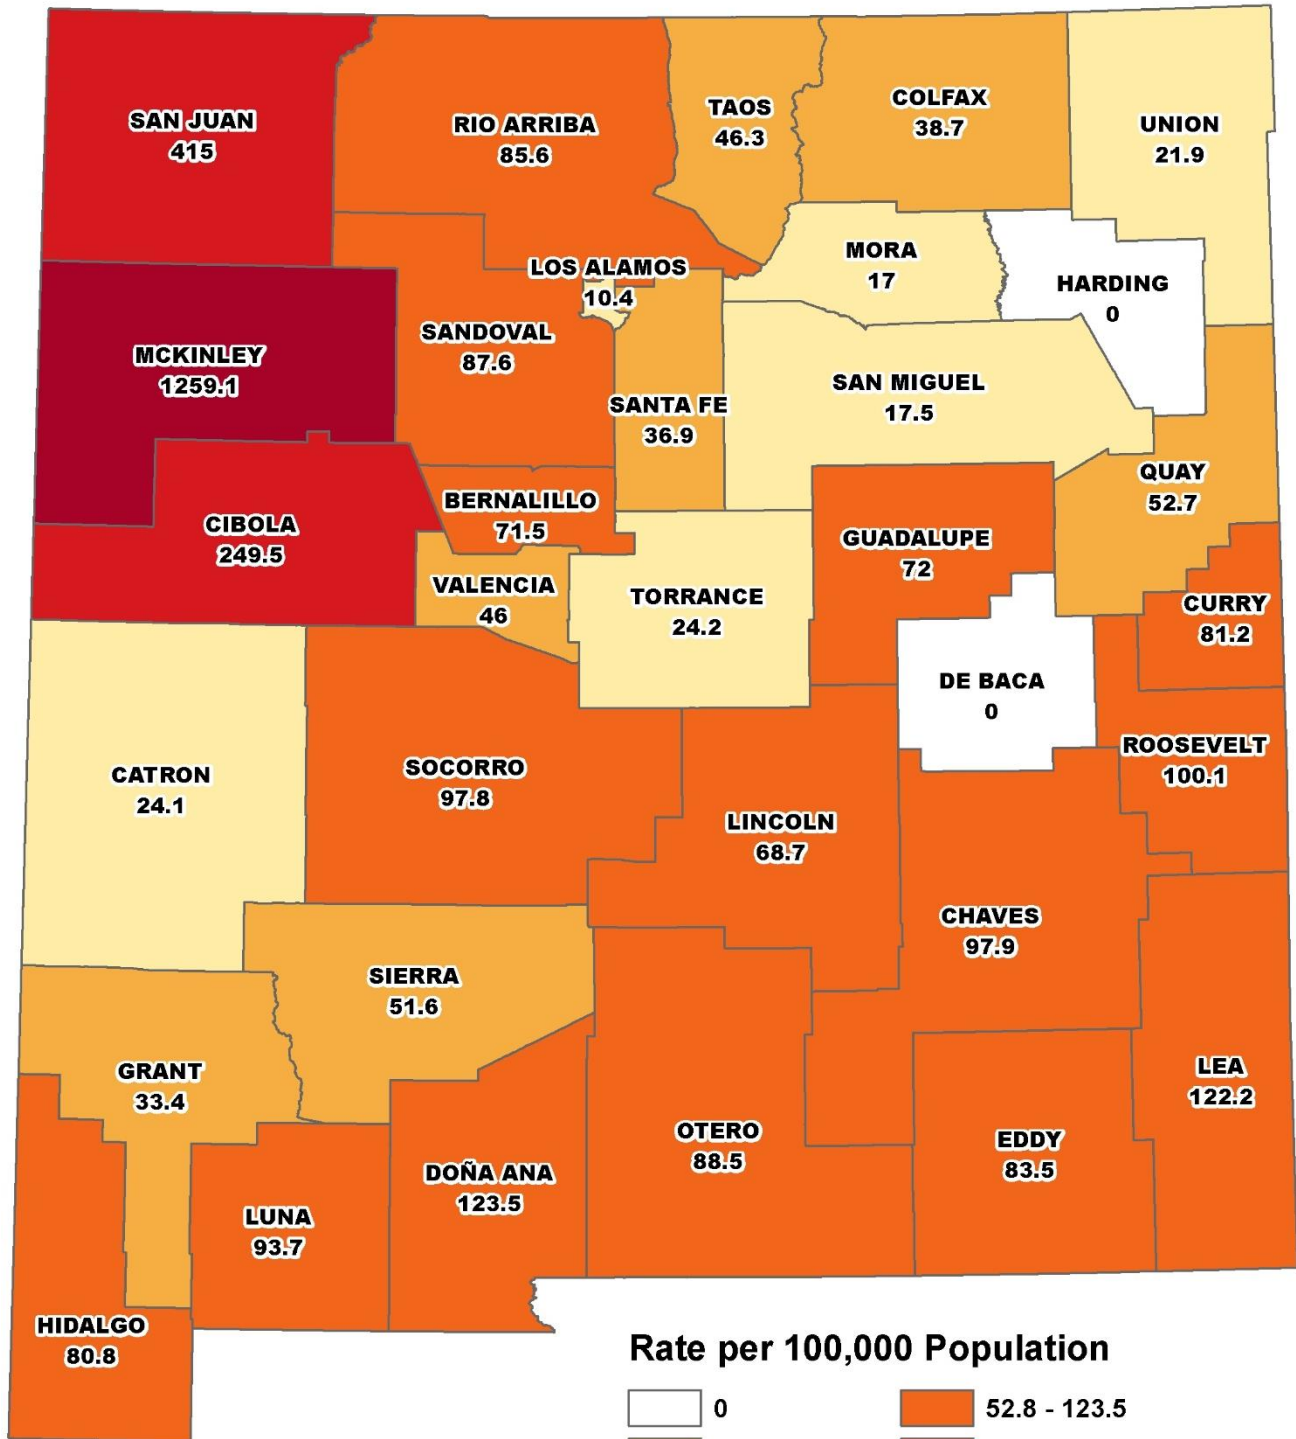 SAN JUAN
415
RIO ARRIBA
85.6
TAOS
46.3
COLFAX
38.7
UNION
21.9
MORA
17
HARDING
0
LOS ALAMOS
10.4
SANDOVAL
87.6
MCKINLEY
1259.1
SAN MIGUEL
17.5
SANTA FE
36.9
QUAY
52.7
BERNALILLO
71.5
CIBOLA
249.5
GUADALUPE
72
VALENCIA
46
TORRANCE
24.2
CURRY
81.2
DE BACA
0
ROOSEVELT
100.1
CATRON
24.1
SOCORRO
97.8
LINCOLN
68.7
CHAVES
97.9
SIERRA
51.6
GRANT
33.4
LEA
122.2
OTERO
88.5
EDDY
83.5
DOÑA ANA
123.5
LUNA
93.7
HIDALGO
80.8
Rate per 100,000 Population
0
52.8 - 123.5